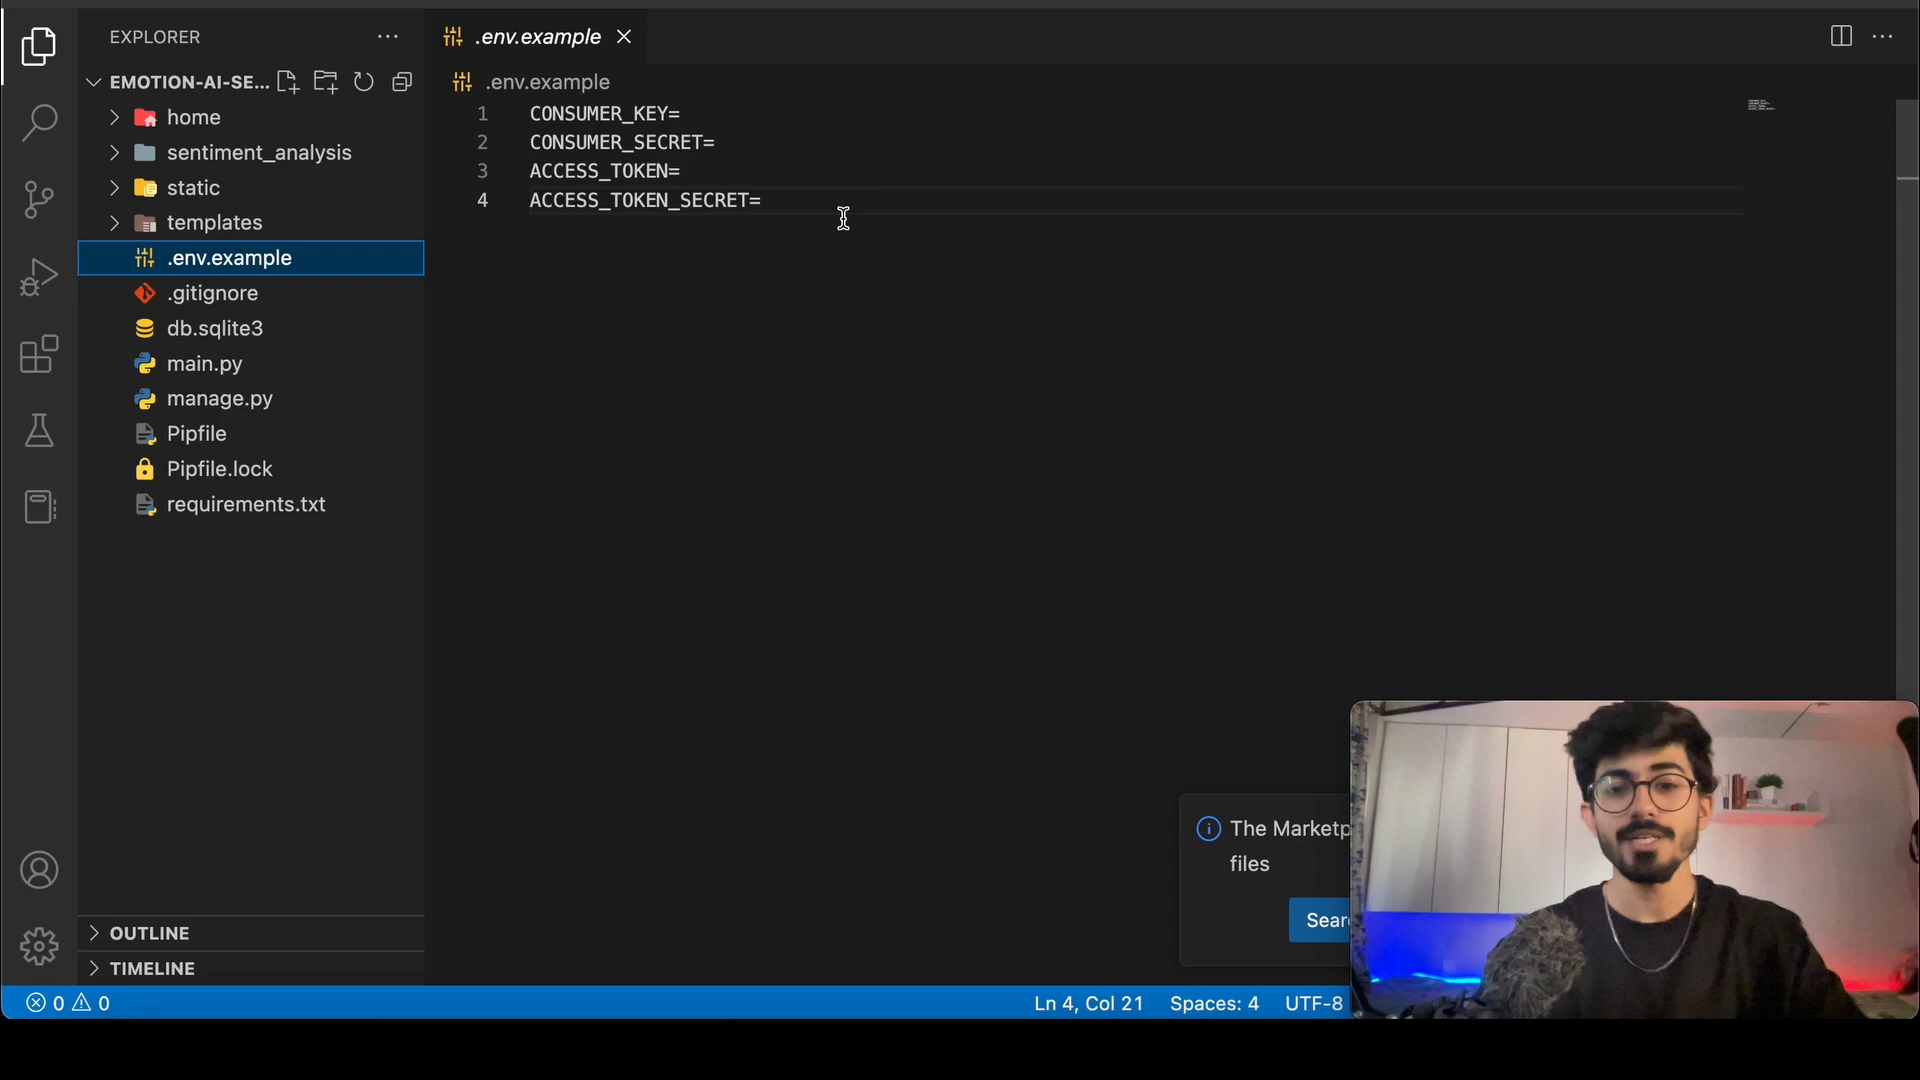 EXPLORER
EMOTION-AI-SE...
home
sentiment_analysis
static
templates
.env.example
.gitignore
db.sqlite3
main.py
manage.py
Pipfile
Pipfile.lock
requirements.txt
OUTLINE
TIMELINE
.env.example
.env.example
1 CONSUMER_KEY=
2 CONSUMER_SECRET=
3 ACCESS_TOKEN=
4 ACCESS_TOKEN_SECRET=
The Marketp
files
Sear
0 0
Ln 4, Col 21
Spaces: 4
UTF-8